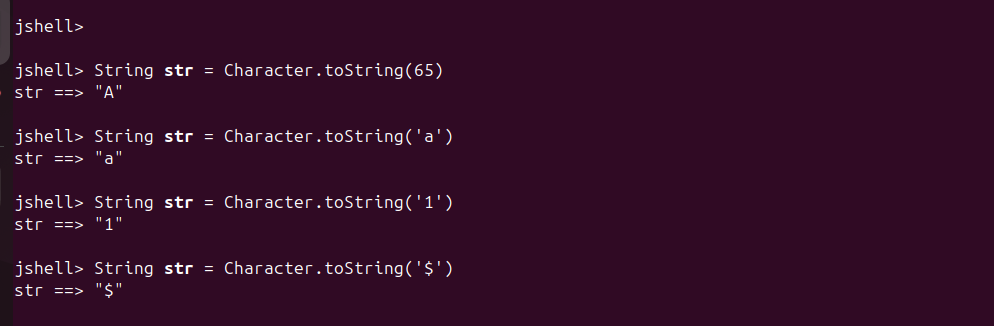 jshell>
jshell> String str = Character.toString(65)
str ==> "A"
jshell> String str = Character.toString('a')
str ==> "a"
jshell> String str = Character.toString('1')
str ==> "1"
jshell> String str = Character.toString('$')
str ==> "$"